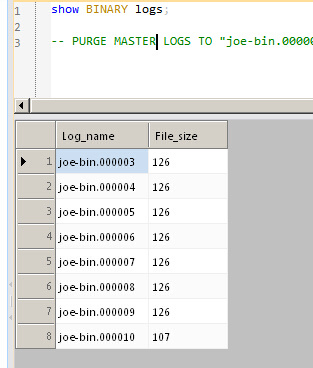 1 show BINARY logs;
2
3 -- PURGE MASTER LOGS TO "joe-bin.00000
Log_name File_size
1 joe-bin.000003 126
2 joe-bin.000004 126
3 joe-bin.000005 126
4 joe-bin.000006 126
5 joe-bin.000007 126
6 joe-bin.000008 126
7 joe-bin.000009 126
8 joe-bin.000010 107